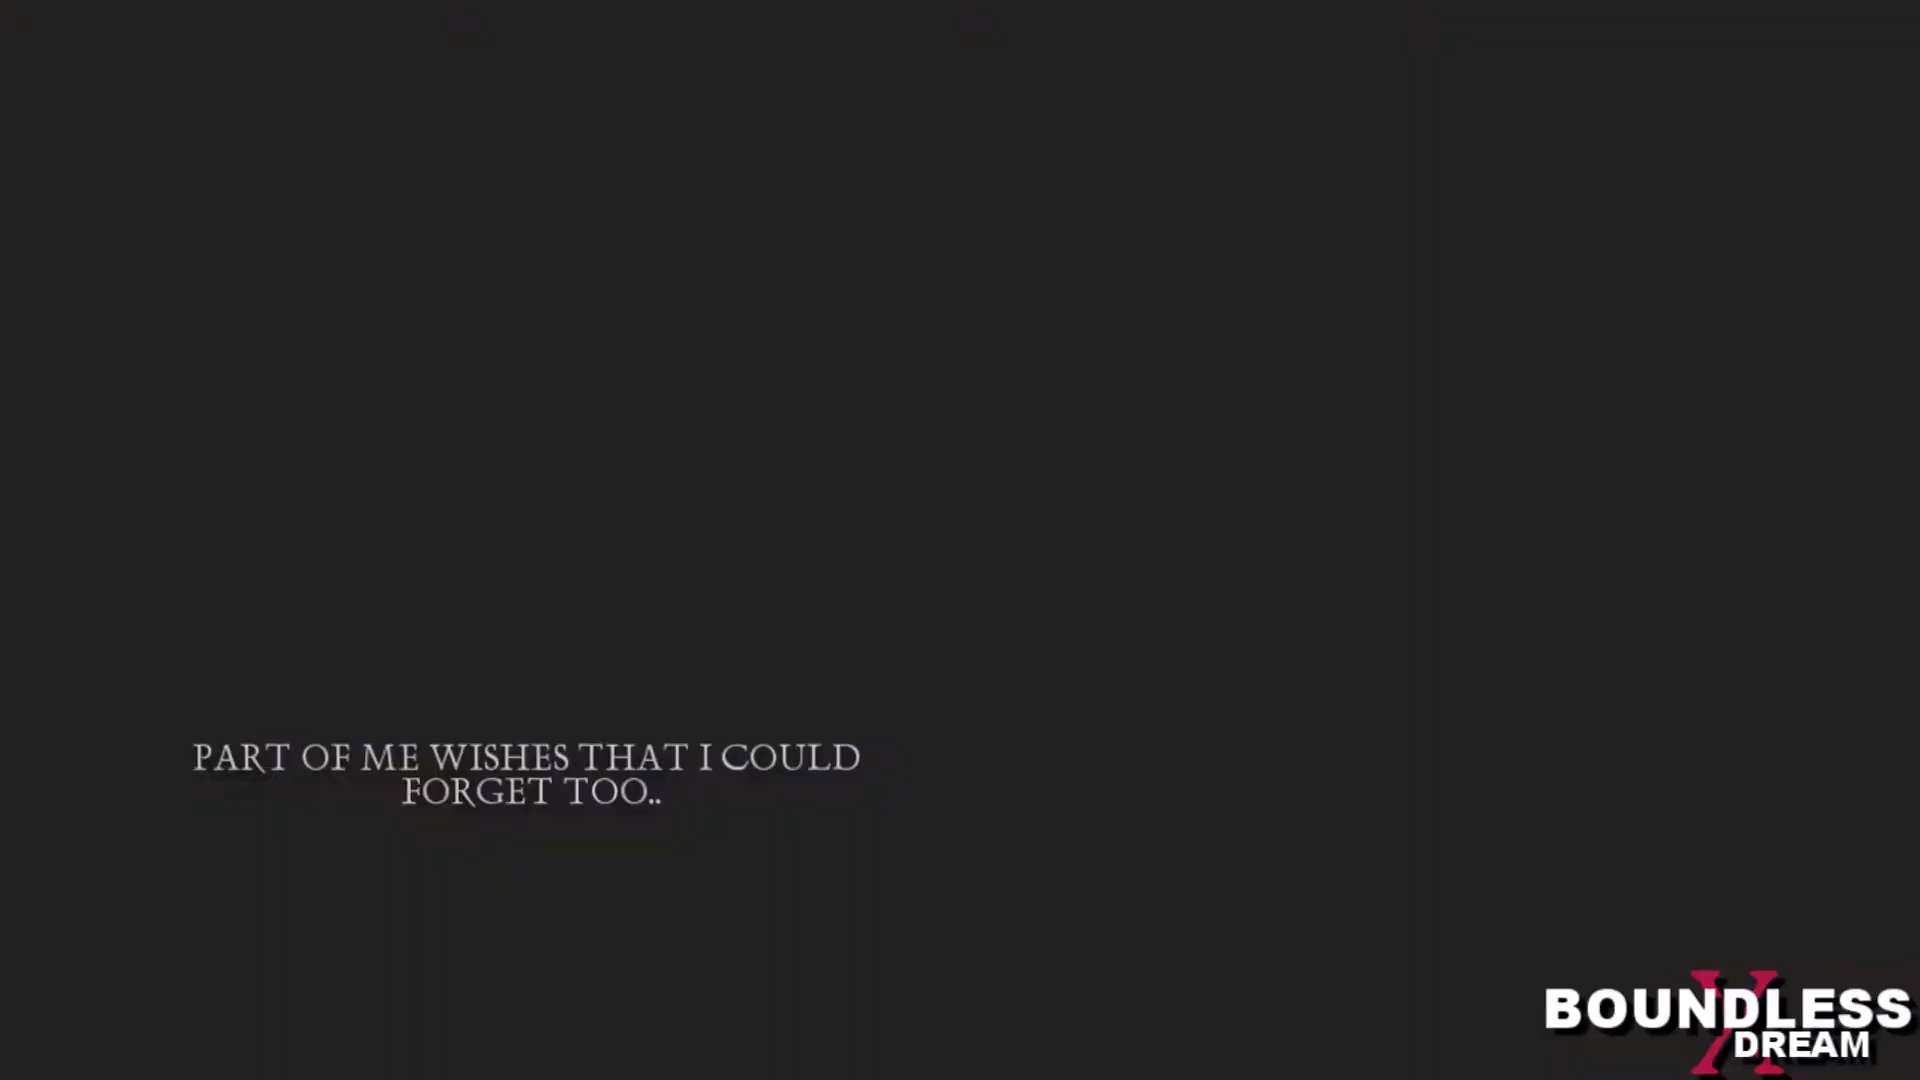 PART OF ME WISHES THAT I COULD
FORGET TOO..
BOUNDLESS
X
DREAM